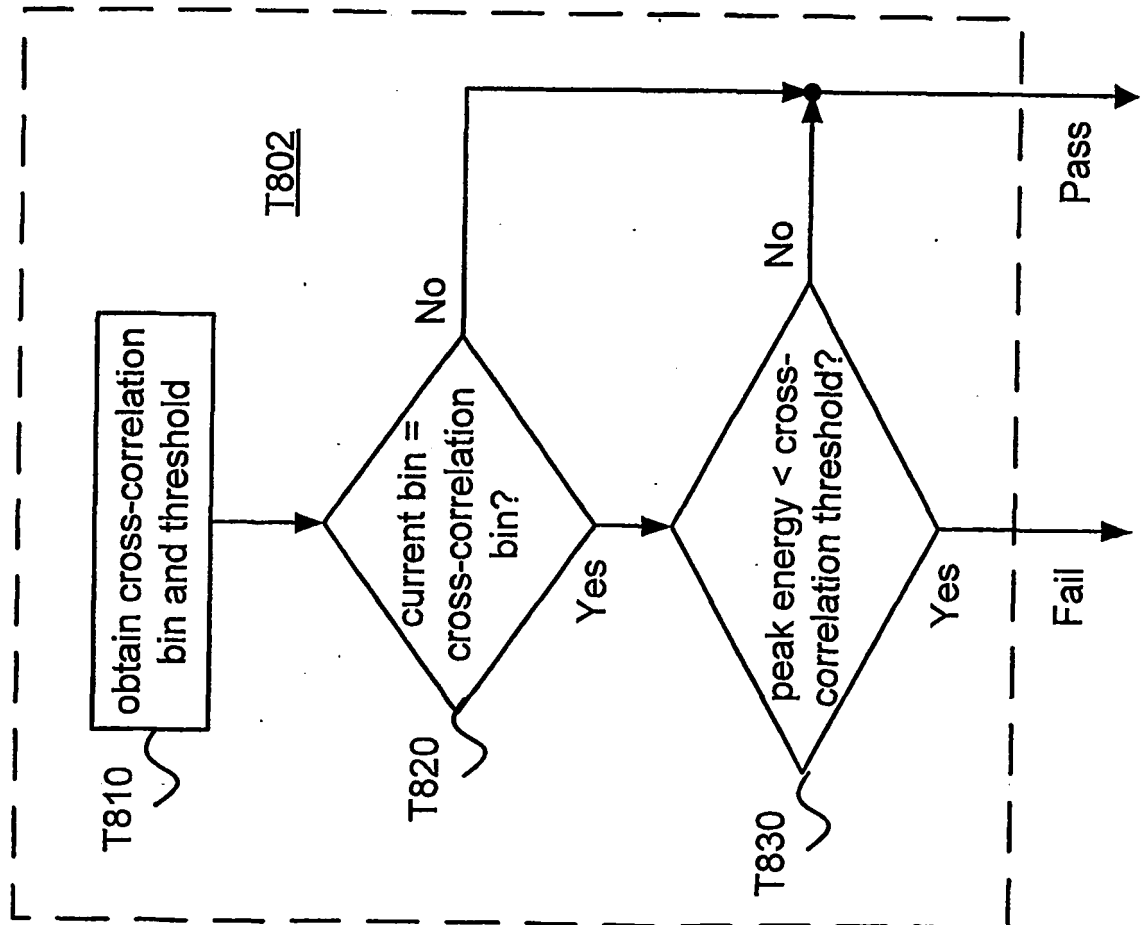 T802
T810
obtain cross-correlation
bin and threshold
T820
current bin =
cross-correlation
bin?
No
Yes
T830
peak energy < cross-
correlation threshold?
No
Yes
Fail
Pass